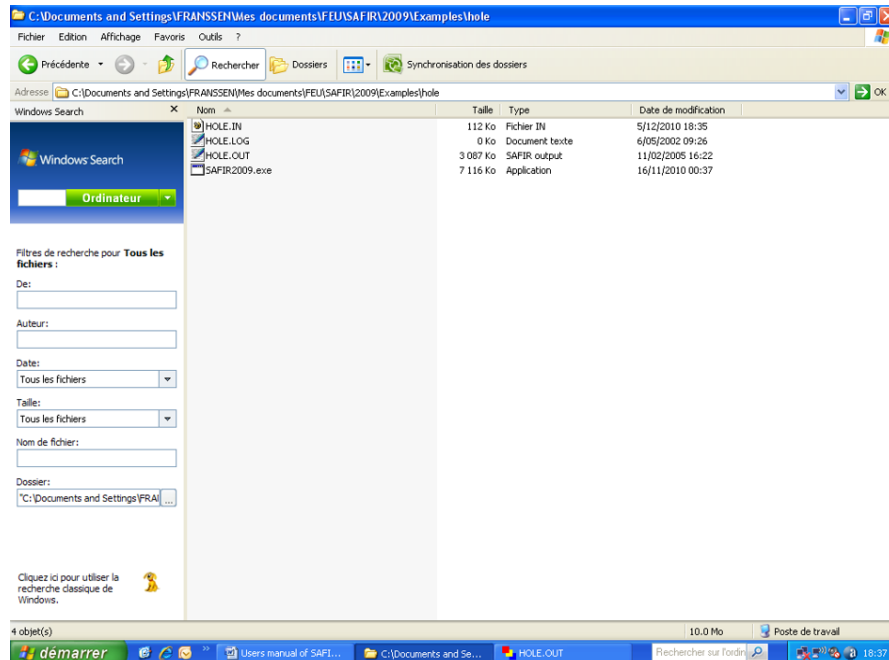 C:\Documents and Settings\FRANSSEN\Mes documents\FEU\SAFIR\2009\Examples\hole
Fichier Edition Affichage Favoris Outils ?
Précédente Rechercher Dossiers Synchronisation des dossiers
Adresse C:\Documents and Settings\FRANSSEN\Mes documents\FEU\SAFIR\2009\Examples\hole OK
Windows Search × Nom Taille Type Date de modification
HOLE.IN 112 Ko Fichier IN 5/12/2010 18:35
HOLE.LOG 0 Ko Document texte 6/05/2002 09:26
HOLE.OUT 3 087 Ko SAFIR output 11/02/2005 16:22
SAFIR2009.exe 7 116 Ko Application 16/11/2010 00:37
Windows Search
Ordinateur
Filtres de recherche pour Tous les
fichiers :
De:
Auteur:
Date:
Tous les fichiers
Taille:
Tous les fichiers
Nom de fichier:
Dossier:
"C:\Documents and Settings\FRAI ...
Cliquez ici pour utiliser la
recherche classique de
Windows.
4 objet(s) 10.0 Mo Poste de travail
démarrer Users manual of SAFI... C:\Documents and Se... HOLE.OUT Rechercher sur l'ordin 18:37